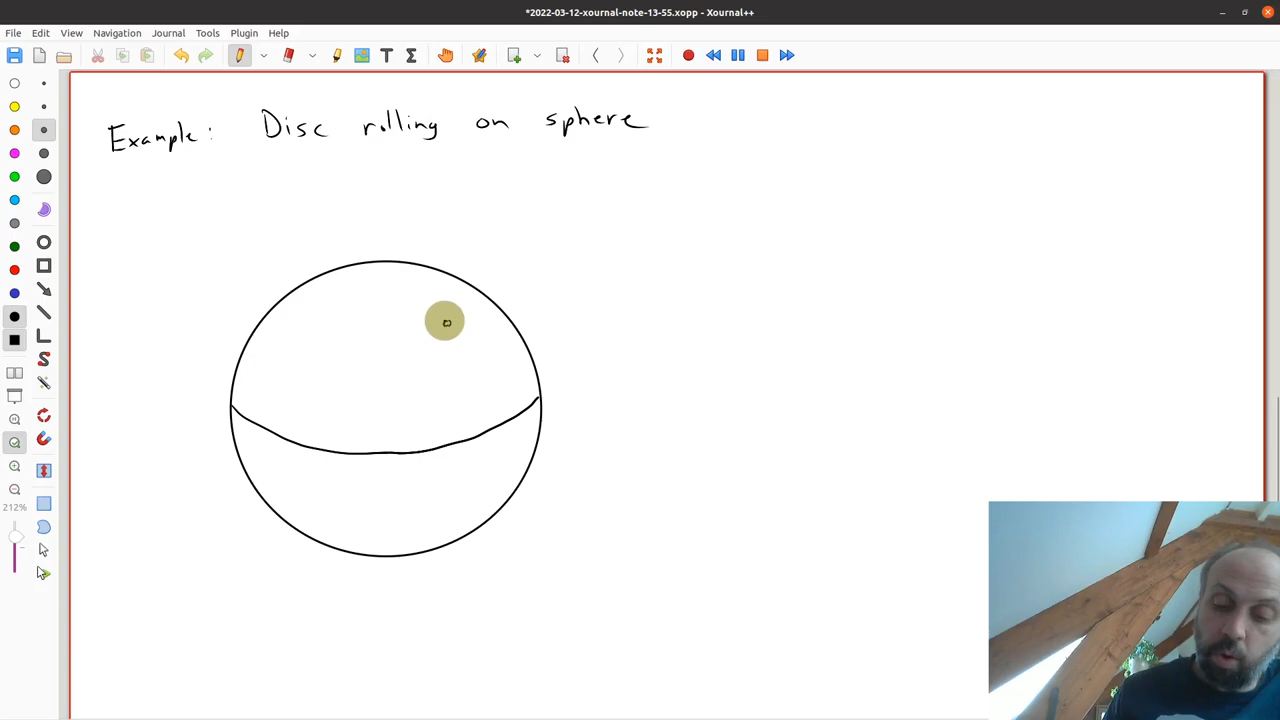 *2022-03-12-xournal-note-13-55.xopp - Xournal++
File Edit View Navigation Journal Tools Plugin Help
Example: Disc rolling on sphere
212%